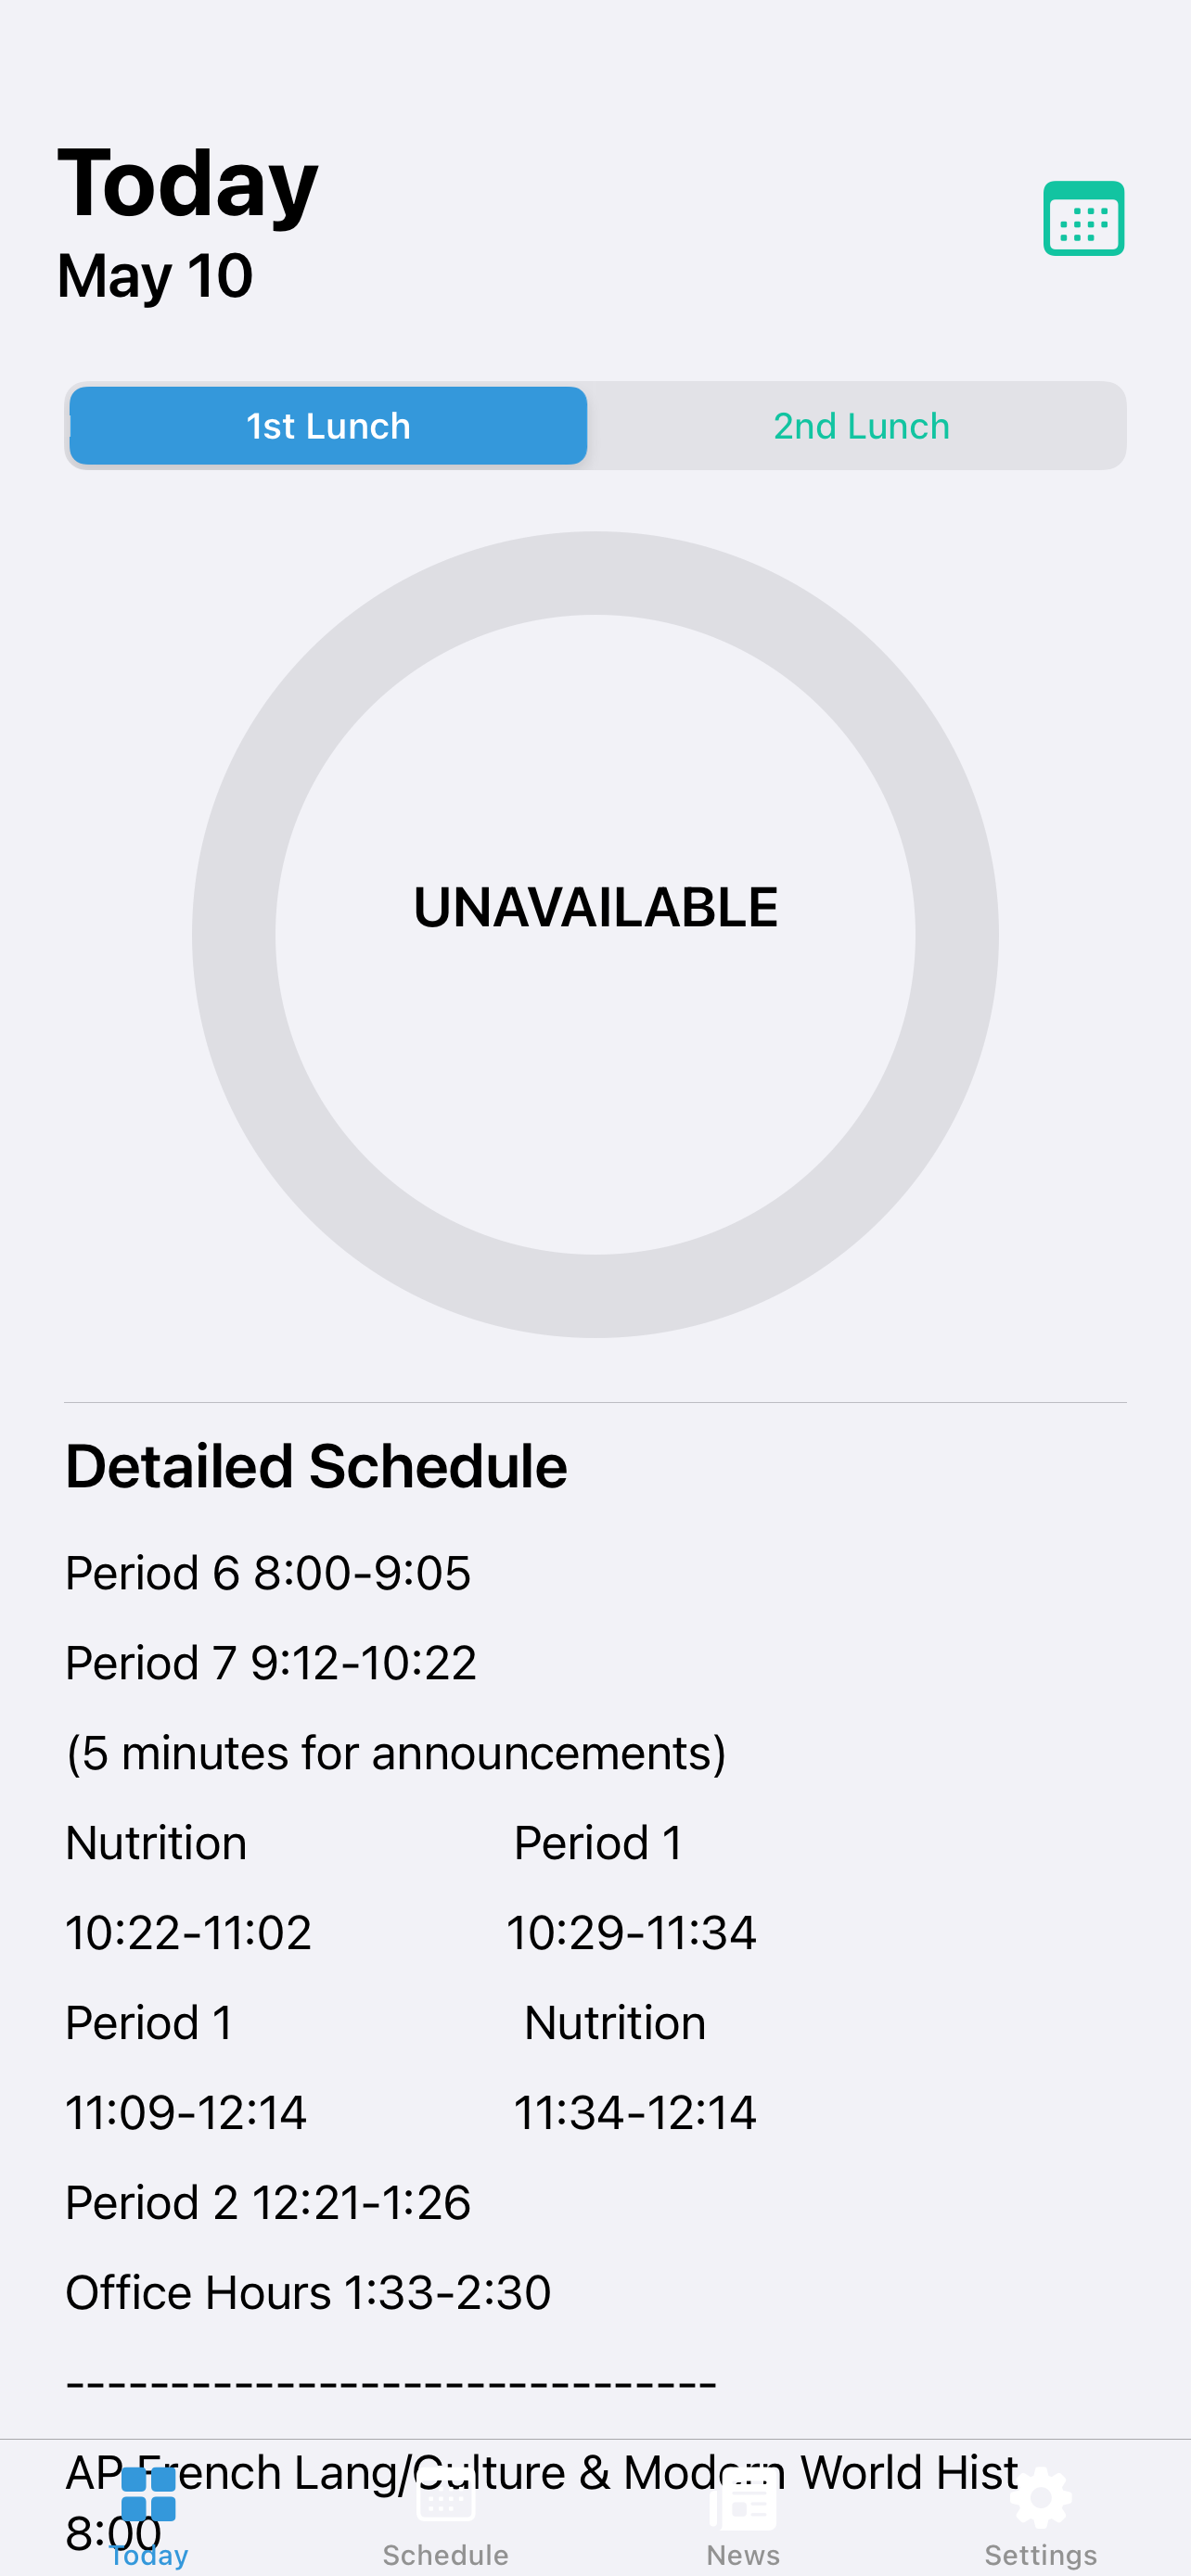 Today
May 10
1st Lunch 2nd Lunch
UNAVAILABLE
Detailed Schedule
Period 6 8:00-9:05
Period 7 9:12-10:22
(5 minutes for announcements)
Nutrition Period 1
10:22-11:02 10:29-11:34
Period 1 Nutrition
11:09-12:14 11:34-12:14
Period 2 12:21-1:26
Office Hours 1:33-2:30
-------------------------------
AP French Lang/Culture & Modern World Hist
8:00
Today Schedule News Settings